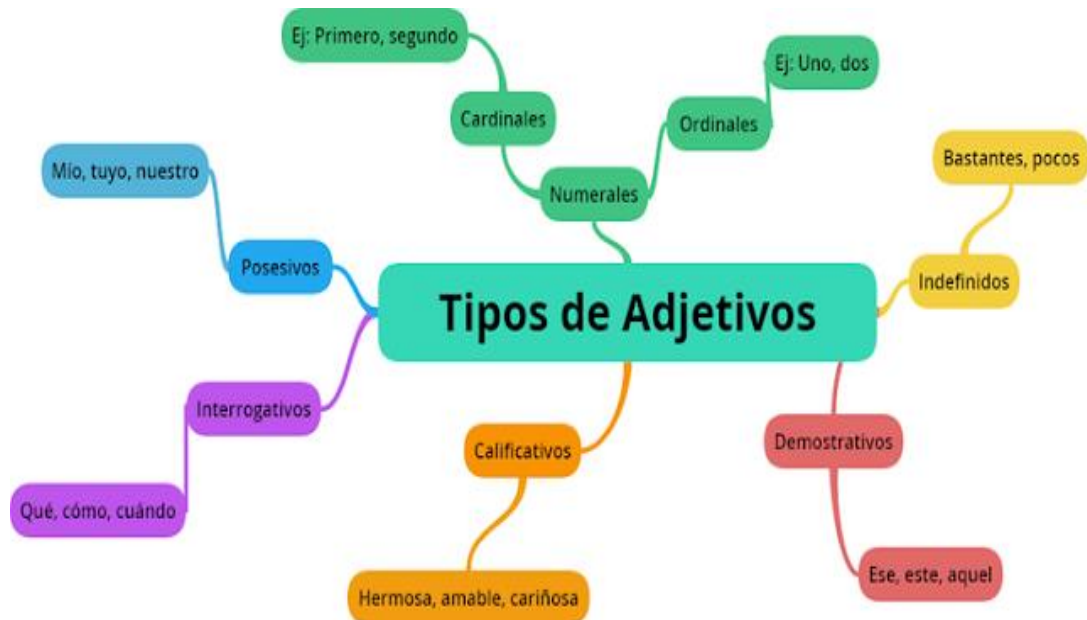 Ej: Primero, segundo
Ej: Uno, dos
Cardinales
Ordinales
Bastantes, pocos
Mío, tuyo, nuestro
Numerales
Posesivos
Indefinidos
Tipos de Adjetivos
Interrogativos
Calificativos
Demostrativos
Qué, cómo, cuándo
Ese, este, aquel
Hermosa, amable, cariñosa